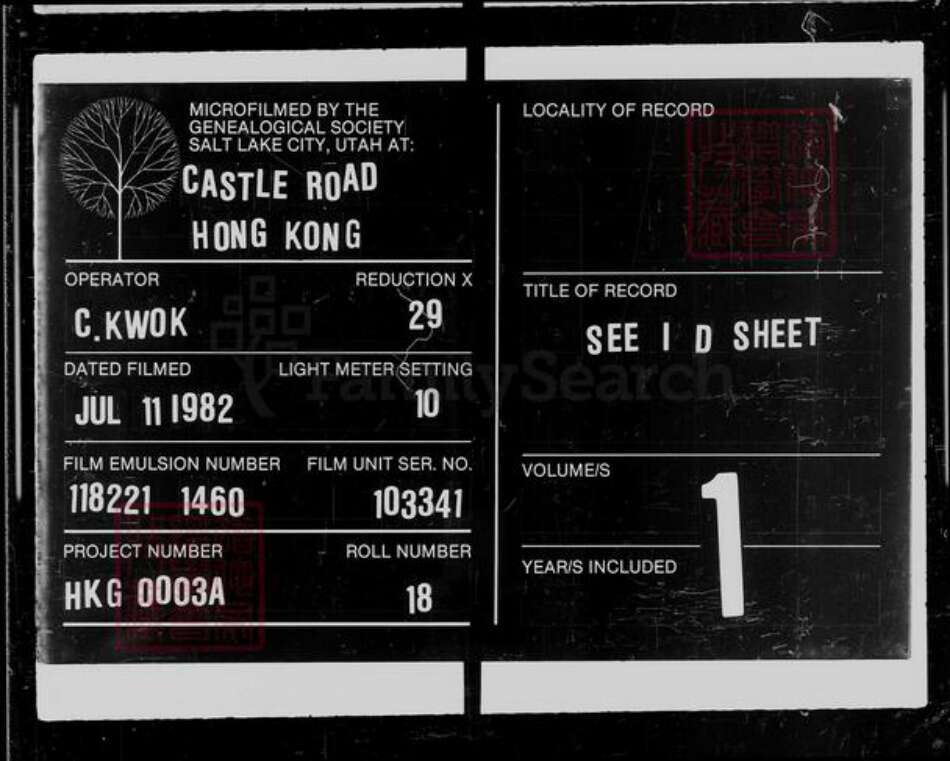 MICROFILMED BY THE
GENEALOGICAL SOCIETY
SALT LAKE CITY, UTAH AT:
CASTLE ROAD
HONG KONG
OPERATOR REDUCTION X
C. KWOK 29
DATED FILMED LIGHT METER SETTING
JUL 11 1982 10
FILM EMULSION NUMBER FILM UNIT SER. NO.
118221 1460 103341
PROJECT NUMBER ROLL NUMBER
HKG 0003A 18
LOCALITY OF RECORD
TITLE OF RECORD
SEE I D SHEET
VOLUME/S
1
YEAR/S INCLUDED
FamilySearch